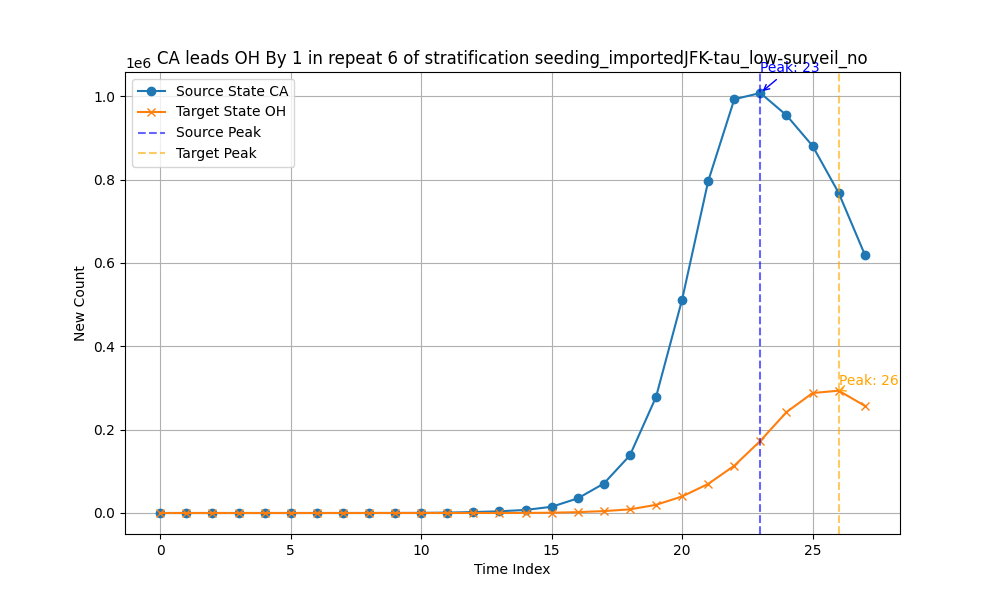 CA leads OH By 1 in repeat 6 of stratification seeding_importedJFK-tau_low-surveil_no
1e6
Peak: 23
Source State CA
Target State OH
Source Peak
Target Peak
1.0
0.8
0.6
0.4
0.2
0.0
New Count
Peak: 26
0 5 10 15 20 25
Time Index